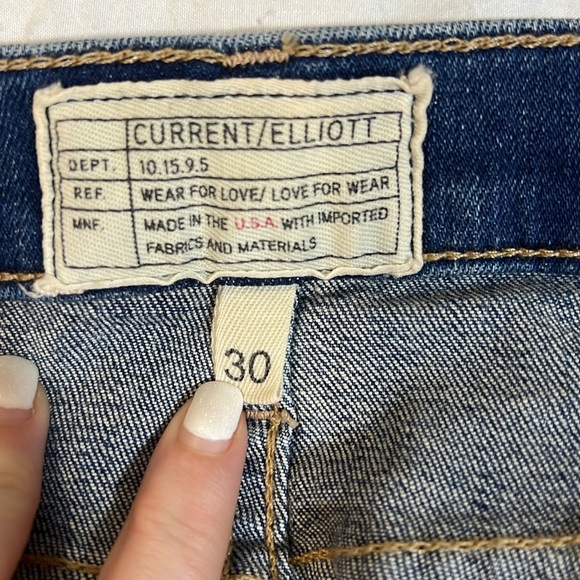 CURRENT/ELLIOTT
DEPT. 10.15.9.5
REF. WEAR FOR LOVE/ LOVE FOR WEAR
MNF. MADE IN THE U.S.A. WITH IMPORTED
FABRICS AND MATERIALS
30